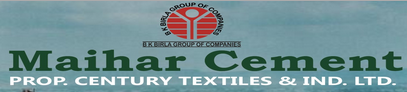 B K BIRLA GROUP OF COMPANIES
B K BIRLA GROUP OF COMPANIES
Maihar Cement
PROP. CENTURY TEXTILES & IND. LTD.